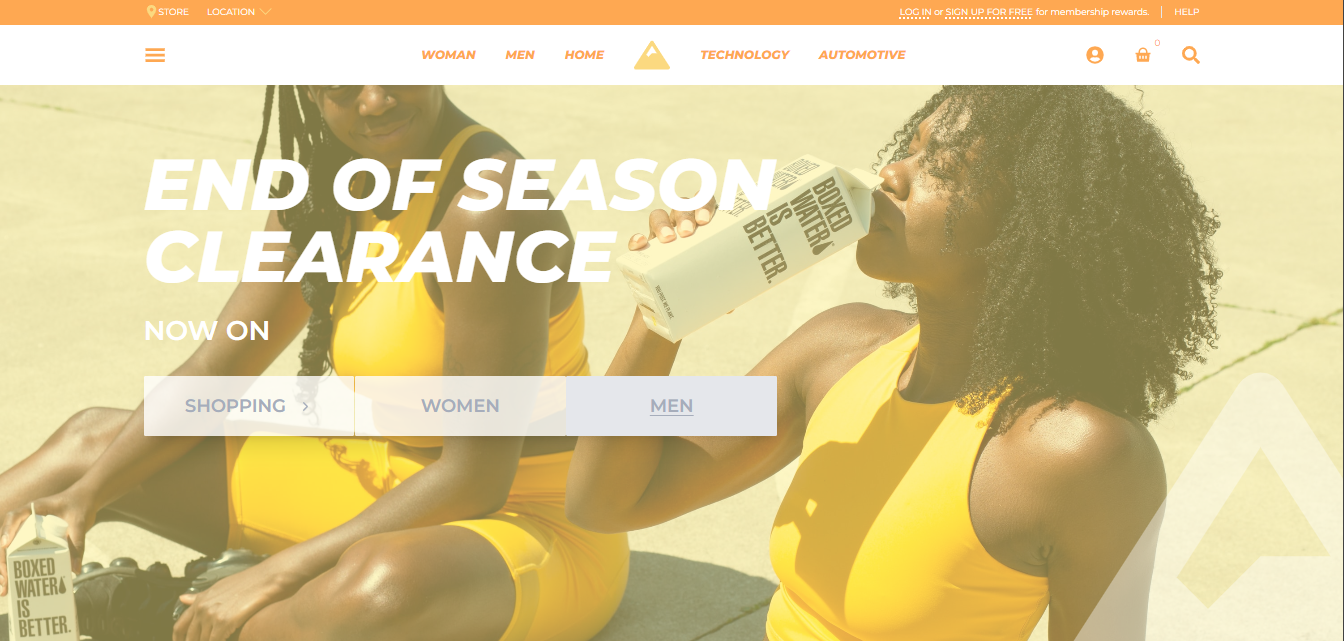 STORE LOCATION LOG IN or SIGN UP FOR FREE for membership rewards. HELP
WOMAN MEN HOME TECHNOLOGY AUTOMOTIVE 0
END OF SEASON
CLEARANCE
NOW ON
SHOPPING WOMEN MEN
BOXED
WATER
IS
BETTER.
BOXED
WATER
IS
BETTER.